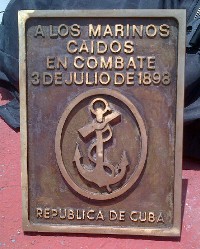 A LOS MARINOS
CAIDOS
EN COMBATE
3 DE JULIO DE 1898
REPUBLICA DE CUBA